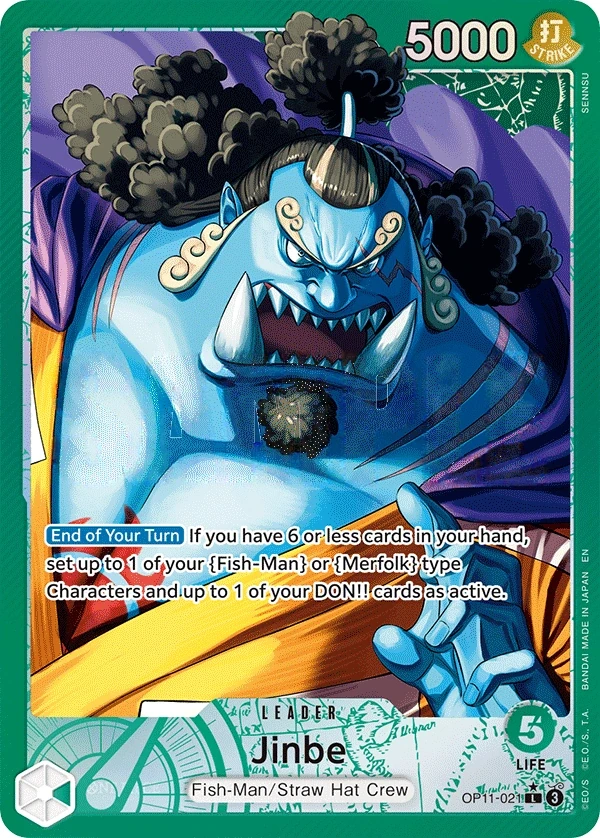 5000
打
STRIKE
SENNSU
End of Your Turn If you have 6 or less cards in your hand,
set up to 1 of your {Fish-Man} or {Merfolk} type
Characters and up to 1 of your DON!! cards as active.
BANDAI MADE IN JAPAN EN
©E.O./S., T.A.
©E.O/S
LEADER
5
LIFE
Jinbe
Fish-Man/Straw Hat Crew
OP11-021 L 3